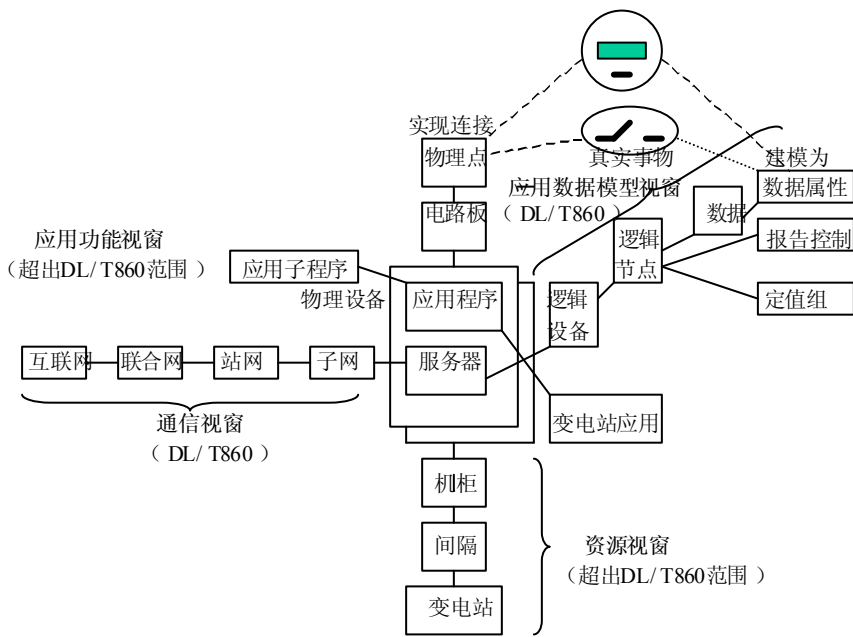 实现连接
物理点
真实事物
建模为
应用数据模型视窗
（ DL/T860）
数据属性
电路板
数据
逻辑
节点
报告控制
应用功能视窗
（超出DL/T860范围）
应用子程序
物理设备
应用程序
逻辑
设备
定值组
互联网
联合网
站网
子网
服务器
变电站应用
通信视窗
（ DL/T860 ）
机柜
间隔
资源视窗
（超出DL/T860范围）
变电站